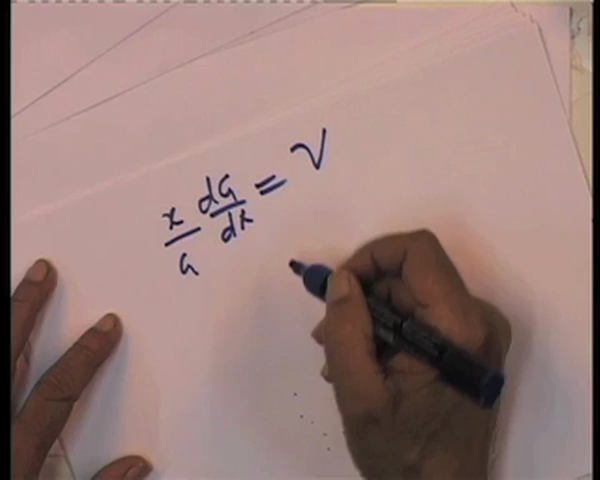 x/G dG/dx = ν